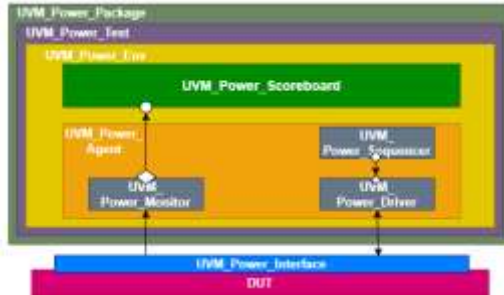 UVM_Power_Package
UVM_Power_Test
UVM_Power_Env
UVM_Power_Scoreboard
UVM_Power_
Agent
UVM_
Power_Sequencer
UVM_
Power_Monitor
UVM_
Power_Driver
UVM_Power_Interface
DUT